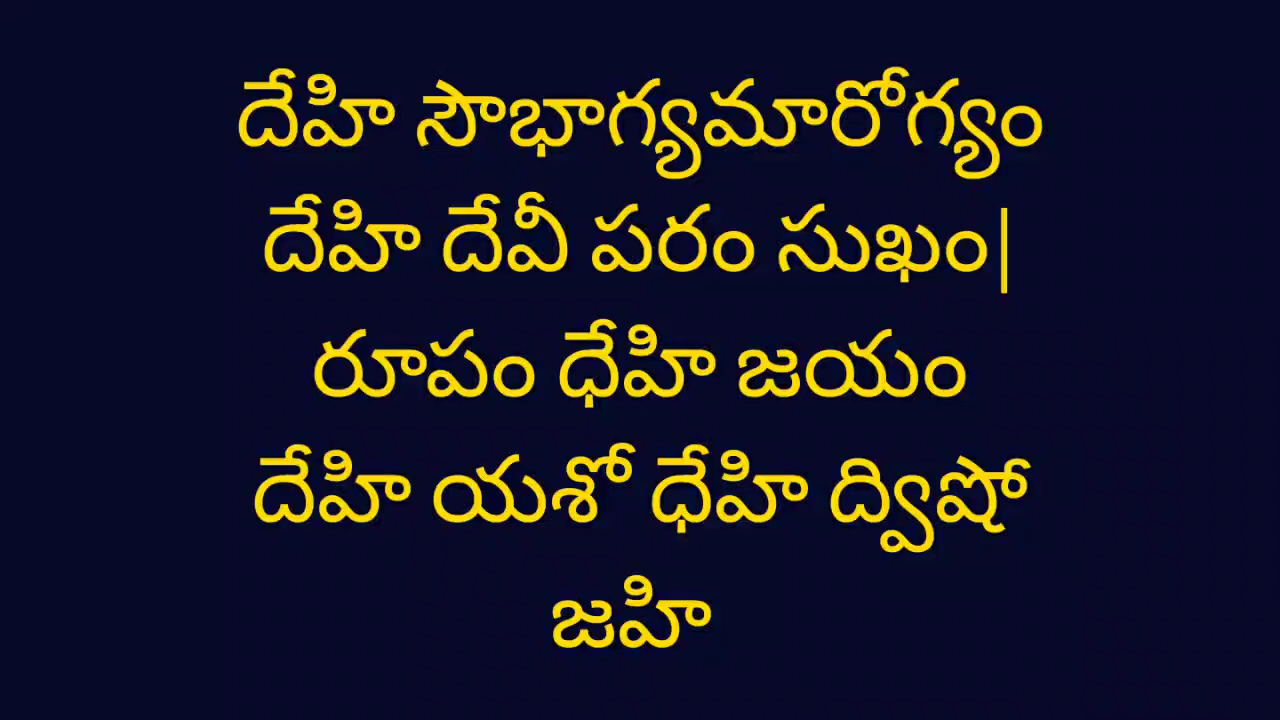 దేహి సౌభాగ్యమారోగ్యం
దేహి దేవీ పరం సుఖం|
రూపం ధేహి జయం
దేహి యశో ధేహి ద్విషో
జహి